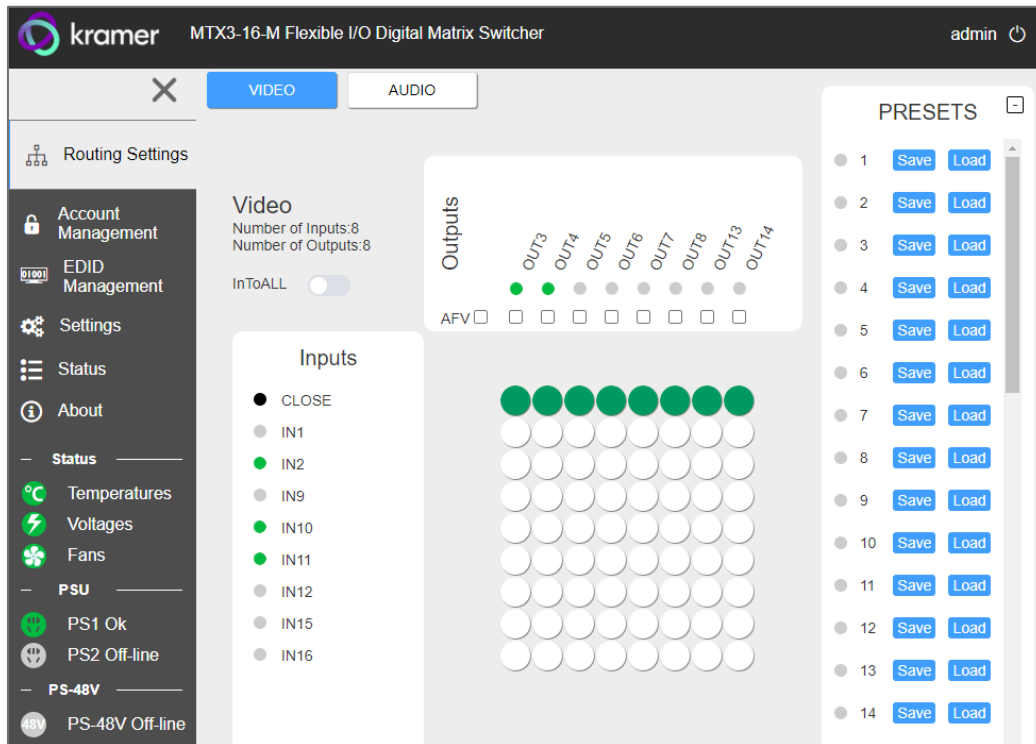 kramer MTX3-16-M Flexible I/O Digital Matrix Switcher admin
VIDEO AUDIO
Routing Settings
Account
Management
EDID
Management
Settings
Status
About
Status
Temperatures
Voltages
Fans
PSU
PS1 Ok
PS2 Off-line
PS-48V
PS-48V Off-line
Video
Number of Inputs:8
Number of Outputs:8
InToALL
Outputs
OUT3 OUT4 OUT5 OUT6 OUT7 OUT8 OUT13 OUT14
AFV
Inputs
CLOSE
IN1
IN2
IN9
IN10
IN11
IN12
IN15
IN16
PRESETS
1 Save Load
2 Save Load
3 Save Load
4 Save Load
5 Save Load
6 Save Load
7 Save Load
8 Save Load
9 Save Load
10 Save Load
11 Save Load
12 Save Load
13 Save Load
14 Save Load
01001
°C
48V